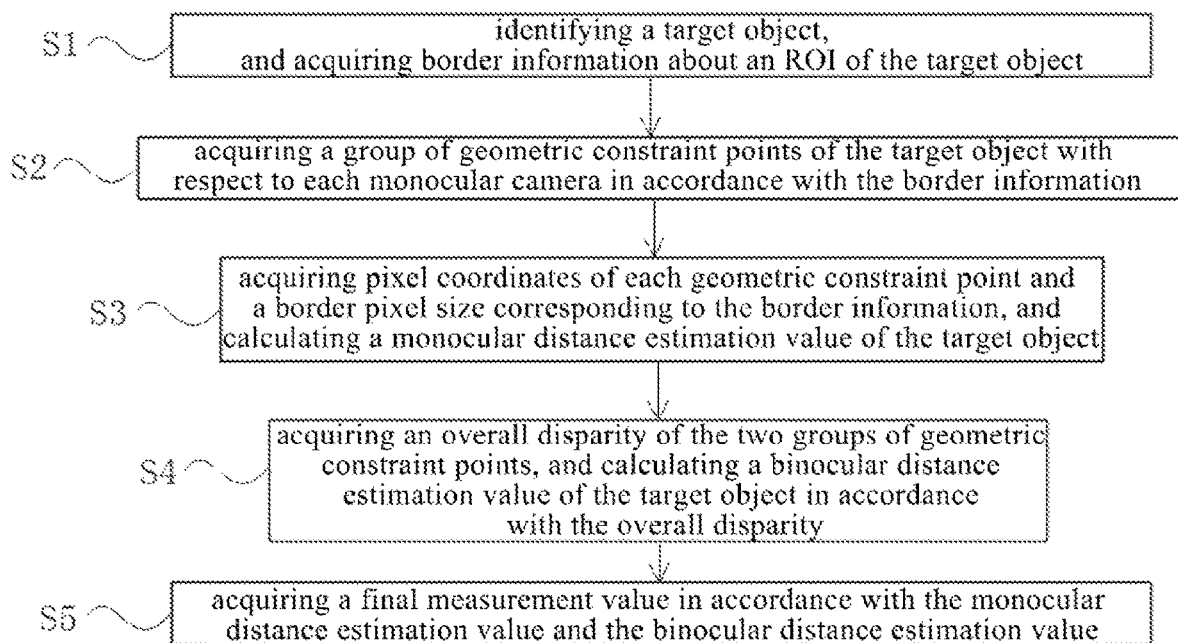 S1
identifying a target object,
and acquiring border information about an ROI of the target object
S2
acquiring a group of geometric constraint points of the target object with
respect to each monocular camera in accordance with the border information
S3
acquiring pixel coordinates of each geometric constraint point and
a border pixel size corresponding to the border information, and
calculating a monocular distance estimation value of the target object
S4
acquiring an overall disparity of the two groups of geometric
constraint points, and calculating a binocular distance
estimation value of the target object in accordance
with the overall disparity
S5
acquiring a final measurement value in accordance with the monocular
distance estimation value and the binocular distance estimation value